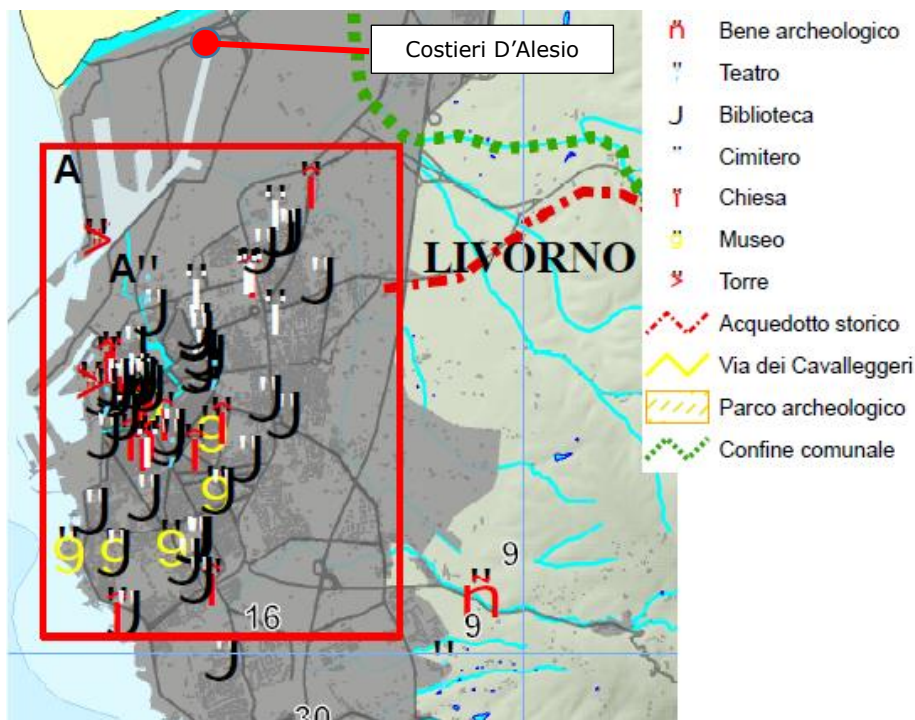 Costieri D'Alesio
A
A
LIVORNO
9
16
9
30
Bene archeologico
Teatro
Biblioteca
Cimitero
Chiesa
Museo
Torre
Acquedotto storico
Via dei Cavalleggeri
Parco archeologico
Confine comunale